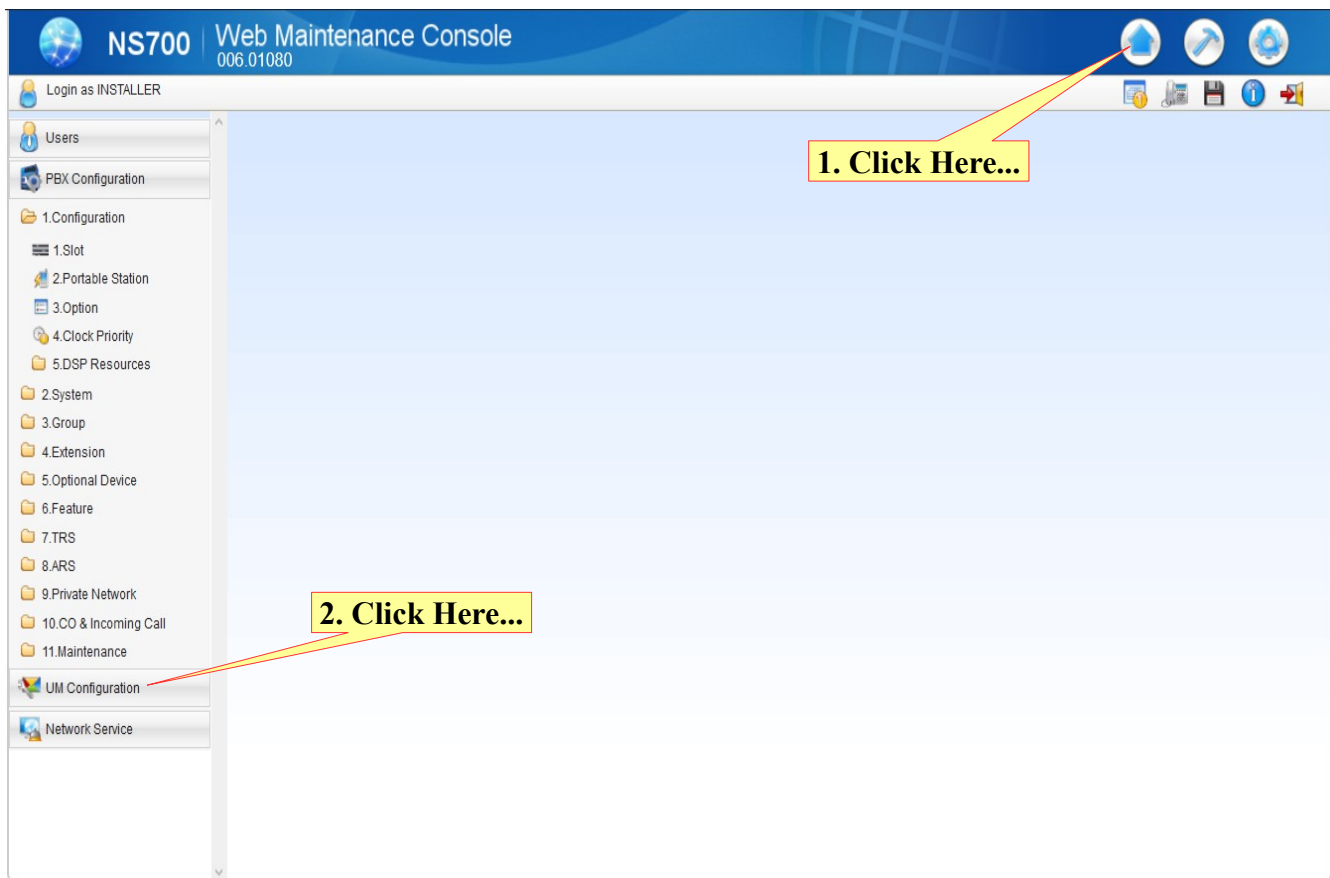 NS700 Web Maintenance Console
006.01080
Login as INSTALLER
Users
1. Click Here...
PBX Configuration
1.Configuration
1.Slot
2.Portable Station
3.Option
4.Clock Priority
5.DSP Resources
2.System
3.Group
4.Extension
5.Optional Device
6.Feature
7.TRS
8.ARS
9.Private Network
2. Click Here...
10.CO & Incoming Call
11.Maintenance
UM Configuration
Network Service